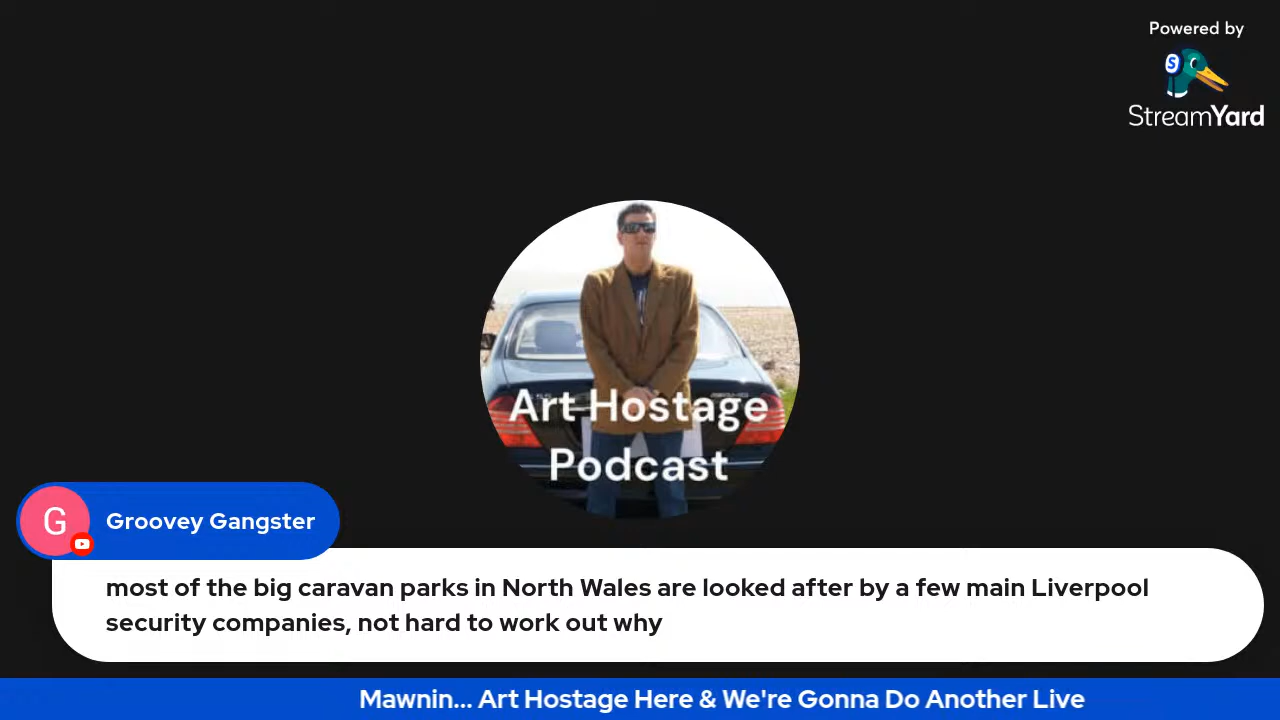 Powered by
S
StreamYard
Art Hostage
Podcast
G
Groovey Gangster
most of the big caravan parks in North Wales are looked after by a few main Liverpool
security companies, not hard to work out why
Mawnin... Art Hostage Here & We're Gonna Do Another Live